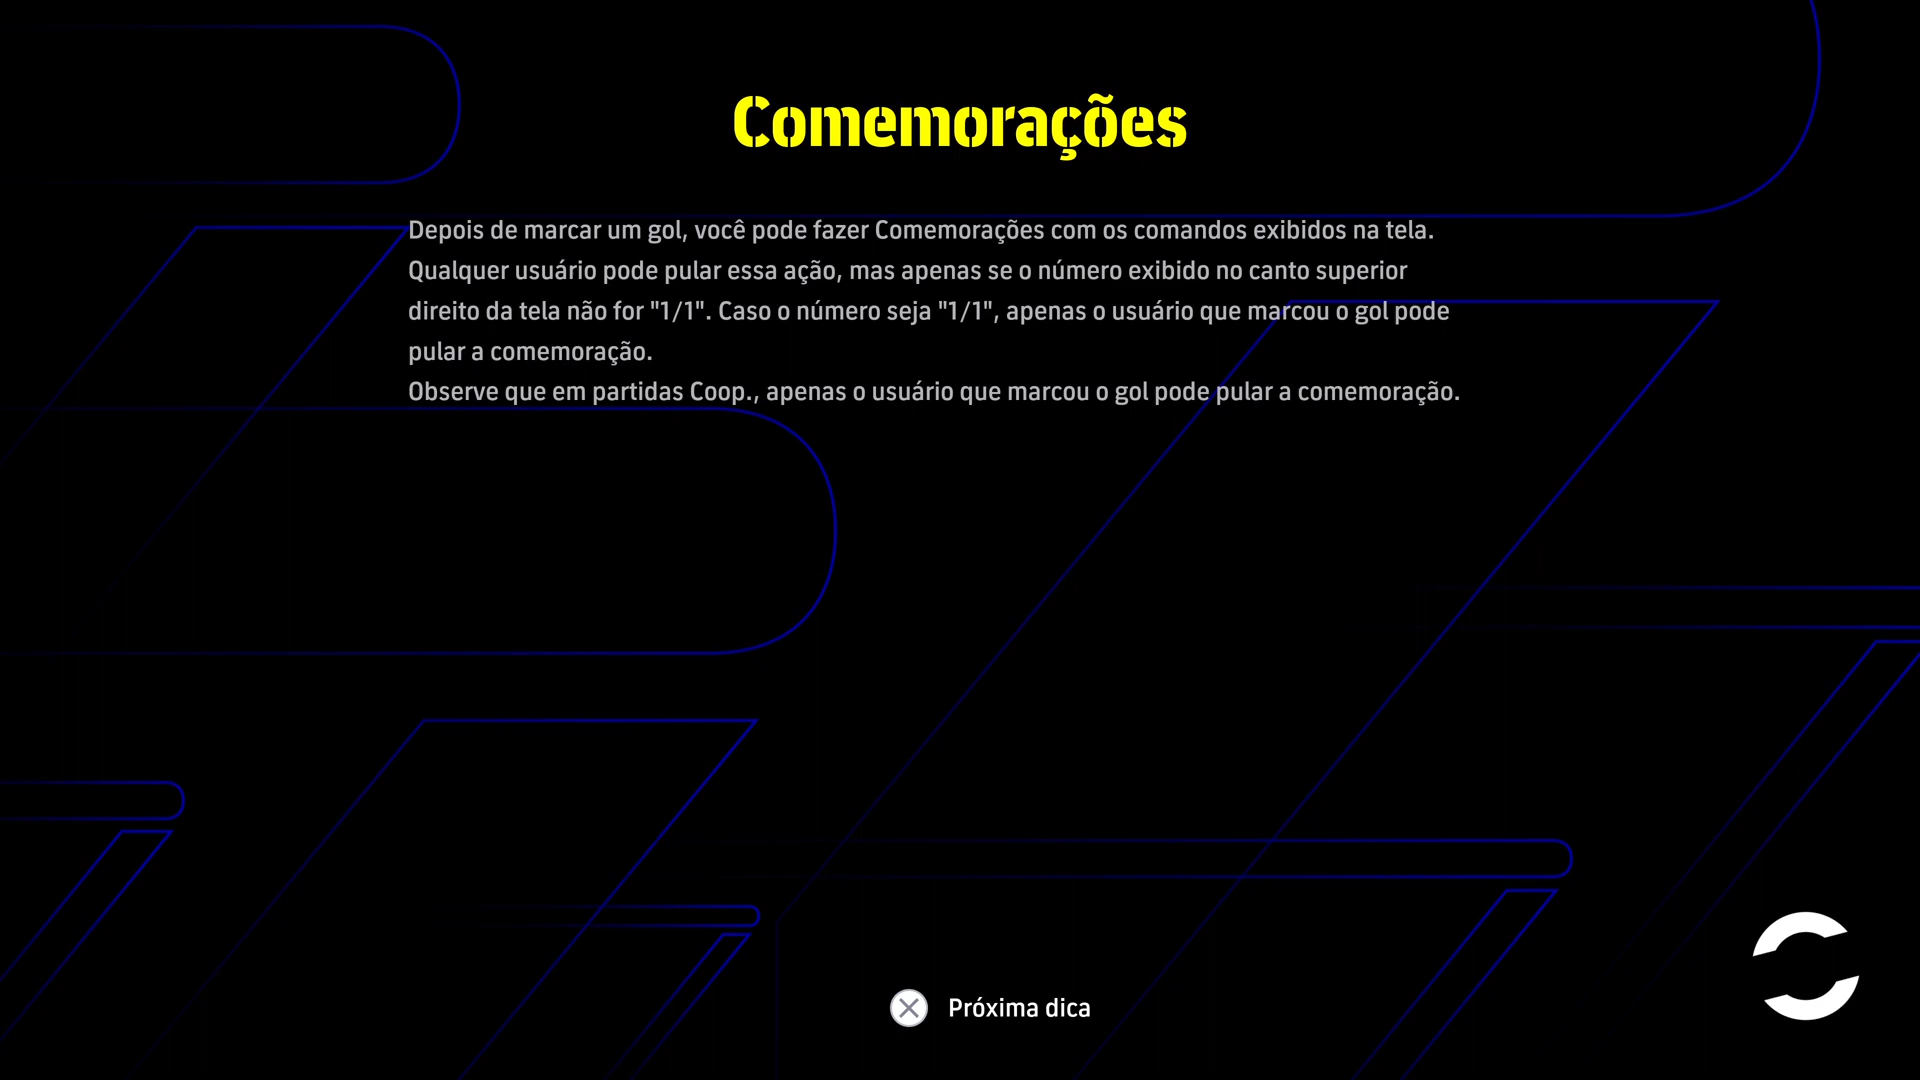 Comemorações
Depois de marcar um gol, você pode fazer Comemorações com os comandos exibidos na tela.
Qualquer usuário pode pular essa ação, mas apenas se o número exibido no canto superior
direito da tela não for "1/1". Caso o número seja "1/1", apenas o usuário que marcou o gol pode
pular a comemoração.
Observe que em partidas Coop., apenas o usuário que marcou o gol pode pular a comemoração.
Próxima dica